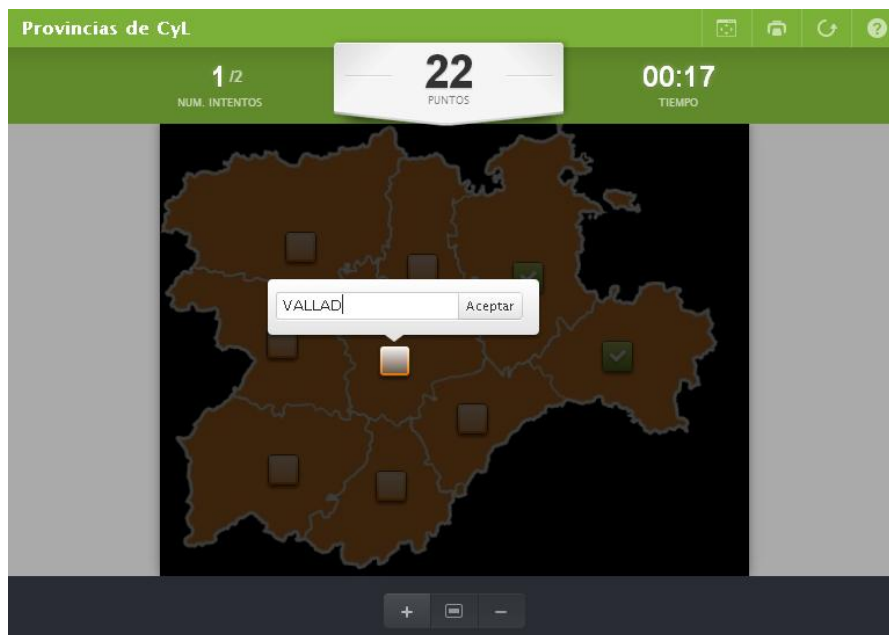 Provincias de CyL
1 /2
NUM. INTENTOS
22
PUNTOS
00:17
TIEMPO
VALLAD
Aceptar